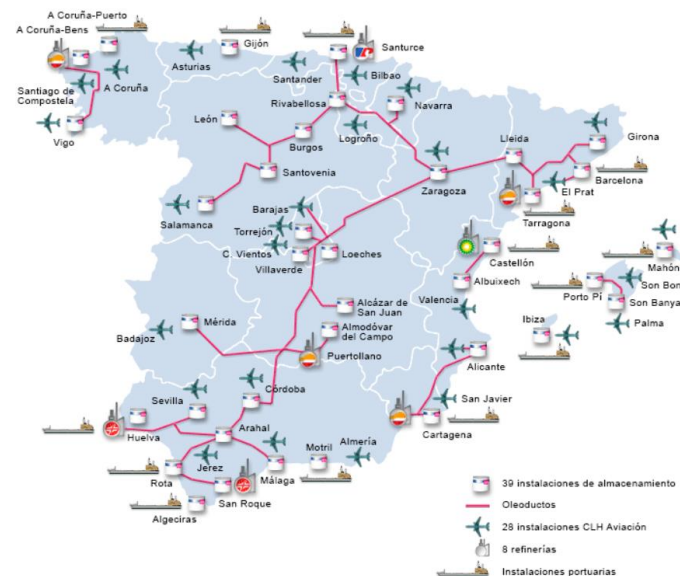 A Coruña-Puerto
A Coruña-Bens
Gijón
Santurce
Asturias
Santander
Bilbao
Santiago de
Compostela
A Coruña
Rivabellosa
Navarra
Vigo
León
Logroño
Lleida
Girona
Burgos
Santovenia
Zaragoza
Barcelona
El Prat
Salamanca
Barajas
Tarragona
Torrejón
C. Vientos
Villaverde
Loeches
Castellón
Mahón
Albuixech
Son Bon
Porto Pí
Son Banya
Valencia
Alcázar de
San Juan
Ibiza
Palma
Mérida
Almodóvar
del Campo
Badajoz
Puertollano
Alicante
Sevilla
Córdoba
San Javier
Huelva
Arahal
Almería
Cartagena
Motril
Jerez
Rota
Málaga
San Roque
Algeciras
39 instalaciones de almacenamiento
Oleoductos
28 instalaciones CLH Aviación
8 refinerías
Instalaciones portuarias